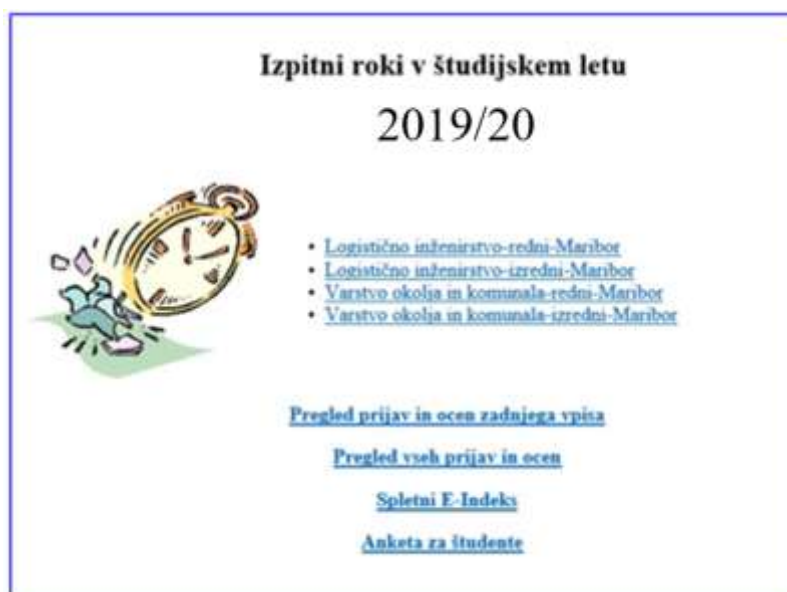 Izpitni roki v študijskem letu
2019/20
• Logistično inženirstvo-redni-Maribor
• Logistično inženirstvo-izredni-Maribor
• Varstvo okolja in komunala-redni-Maribor
• Varstvo okolja in komunala-izredni-Maribor
Pregled prijav in ocen zadnjega vpisa
Pregled vseh prijav in ocen
Spletni E-Indeks
Anketa za študente